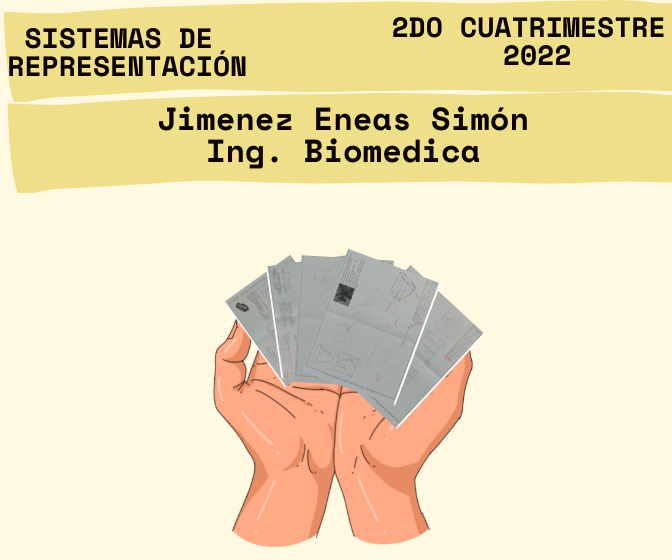 SISTEMAS DE
REPRESENTACIÓN
2DO CUATRIMESTRE
2022
Jimenez Eneas Simón
Ing. Biomedica